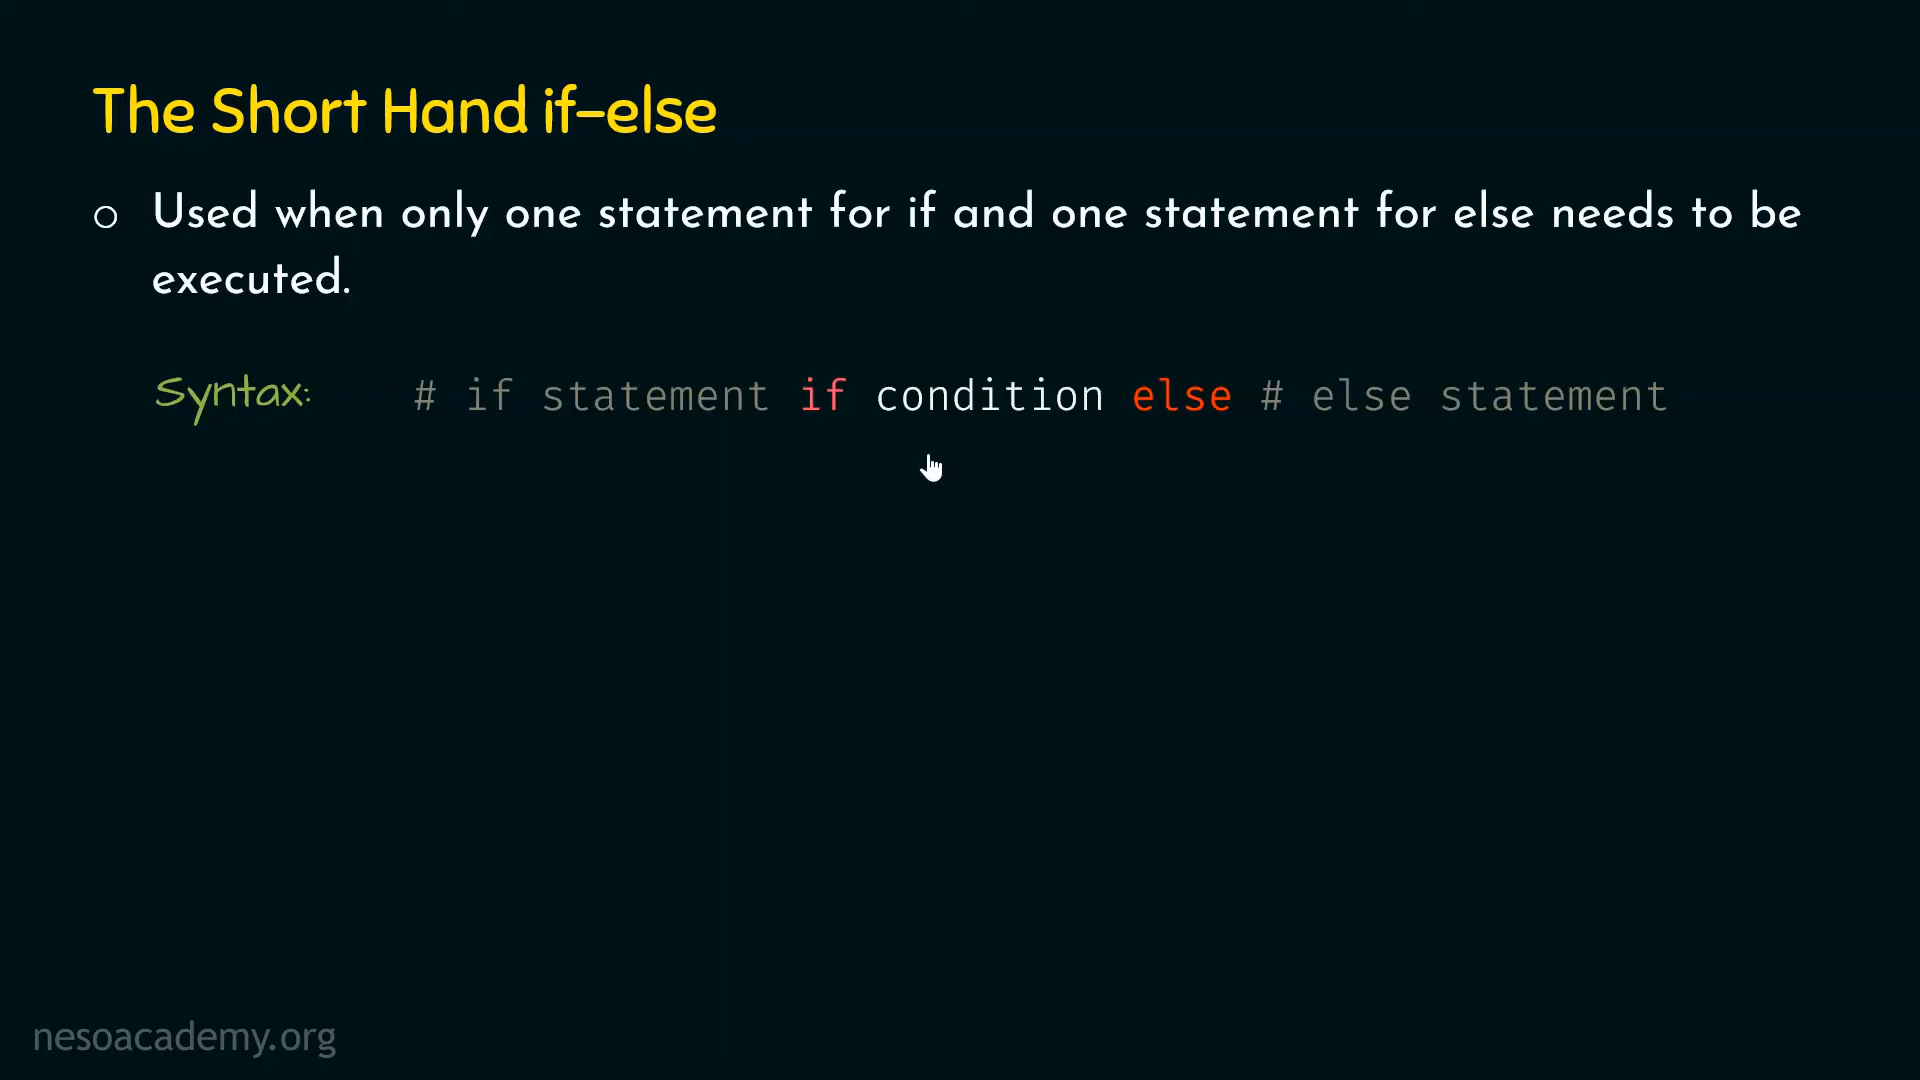 The Short Hand if-else
○ Used when only one statement for if and one statement for else needs to be
executed.
Syntax: # if statement if condition else # else statement
nesoacademy.org